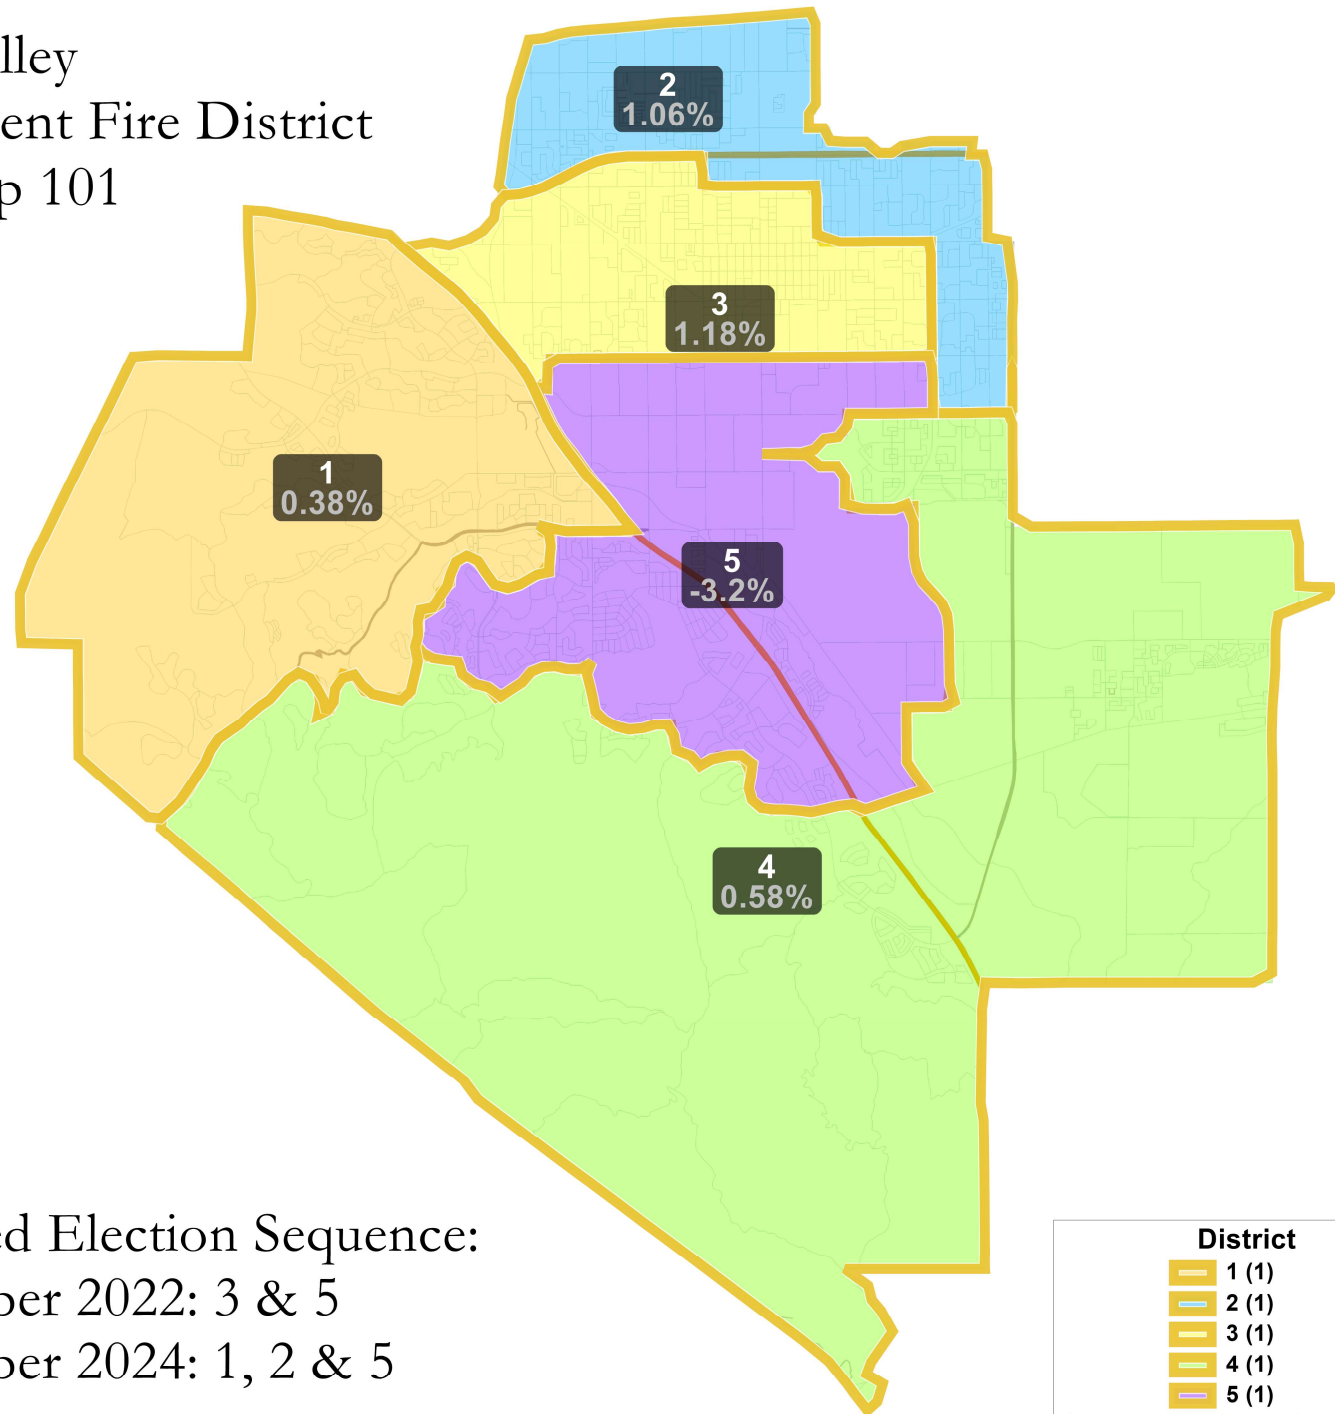 lley
ent Fire District
p 101
2
1.06%
3
1.18%
1
0.38%
5
-3.2%
4
0.58%
ed Election Sequence:
ber 2022: 3 & 5
ber 2024: 1, 2 & 5
District
1 (1)
2 (1)
3 (1)
4 (1)
5 (1)